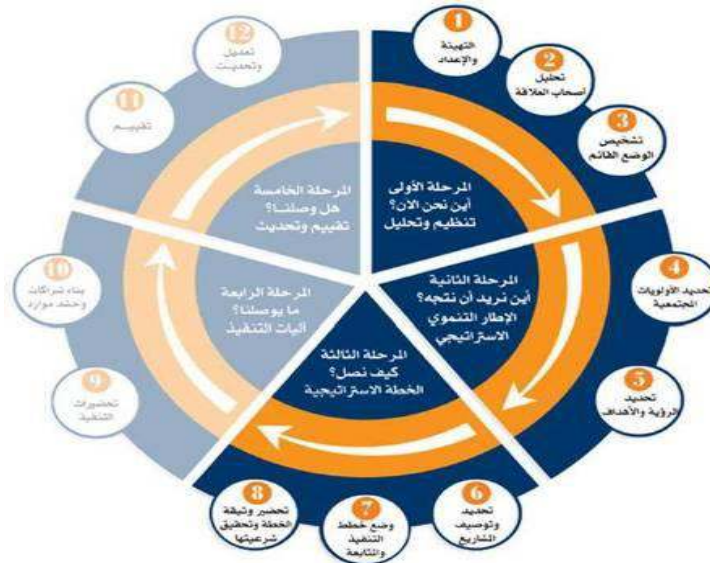 1
التهيئة
والإعداد
2
تحليل
أصحاب العلاقة
3
تشخيص
الوضع القائم
4
تحديد الأولويات
المجتمعية
5
تحديد
الرؤية والأهداف
6
تحديد
وتوصيف
المشاريع
7
وضع خطط
التنفيذ
والمتابعة
8
تحضير وثيقة
الخطة وتحقيق
شرعيتها
9
تحضيرات
التنفيذ
10
بناء شراكات
وحشد موارد
11
تقييم
12
تعديل
وتحديث
المرحلة الأولى
أين نحن الان؟
تنظيم وتحليل
المرحلة الثانية
أين نريد أن نتجه؟
الإطار التنموي
الاستراتيجي
المرحلة الثالثة
كيف نصل؟
الخطة الاستراتيجية
المرحلة الرابعة
ما يوصلنا؟
آليات التنفيذ
المرحلة الخامسة
هل وصلنا؟
تقييم وتحديث